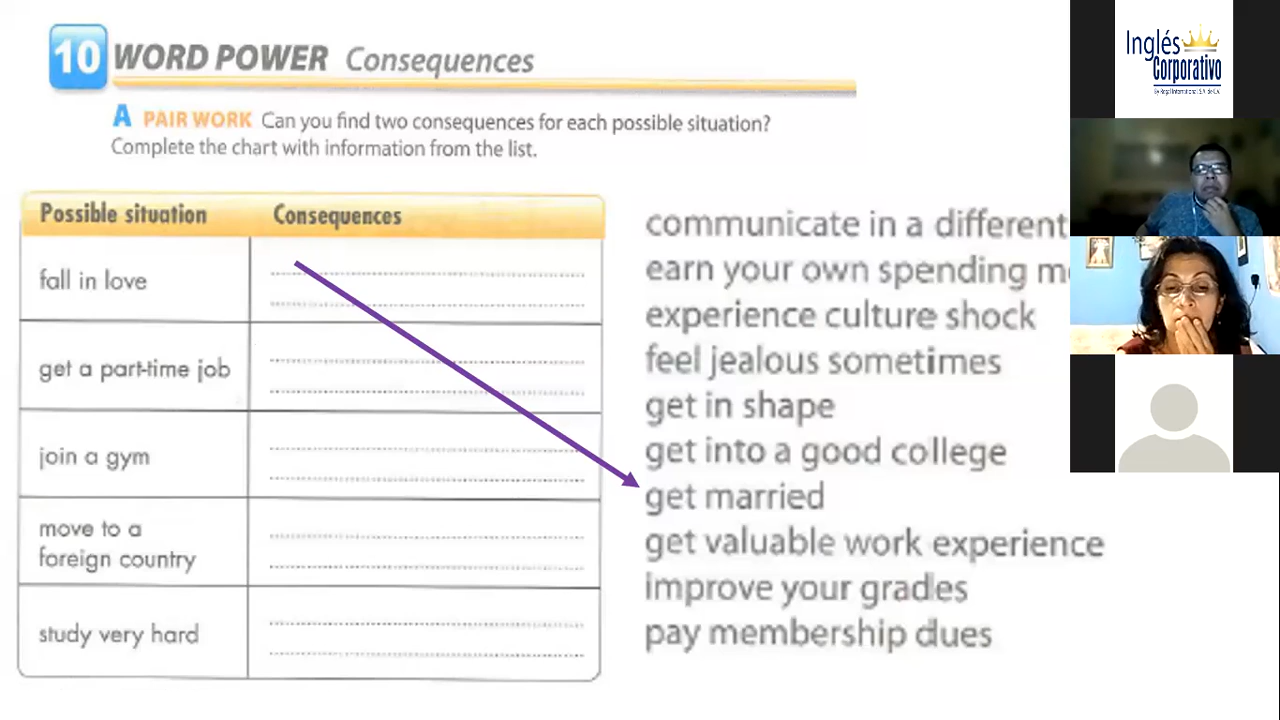 10 WORD POWER Consequences
A PAIR WORK Can you find two consequences for each possible situation?
Complete the chart with information from the list.
Possible situation Consequences
fall in love
get a part-time job
join a gym
move to a
foreign country
study very hard
communicate in a different
earn your own spending
experience culture shock
feel jealous sometimes
get in shape
get into a good college
get married
get valuable work experience
improve your grades
pay membership dues
Inglés
Corporativo
By Regal International S.A. de C.V.